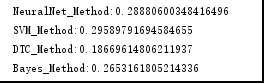 NeuralNet_Method:0.28880600348416496
SVM_Method:0.29589791694584655
DTC_Method:0.18669614806211937
Bayes_Method:0.2653161805214336